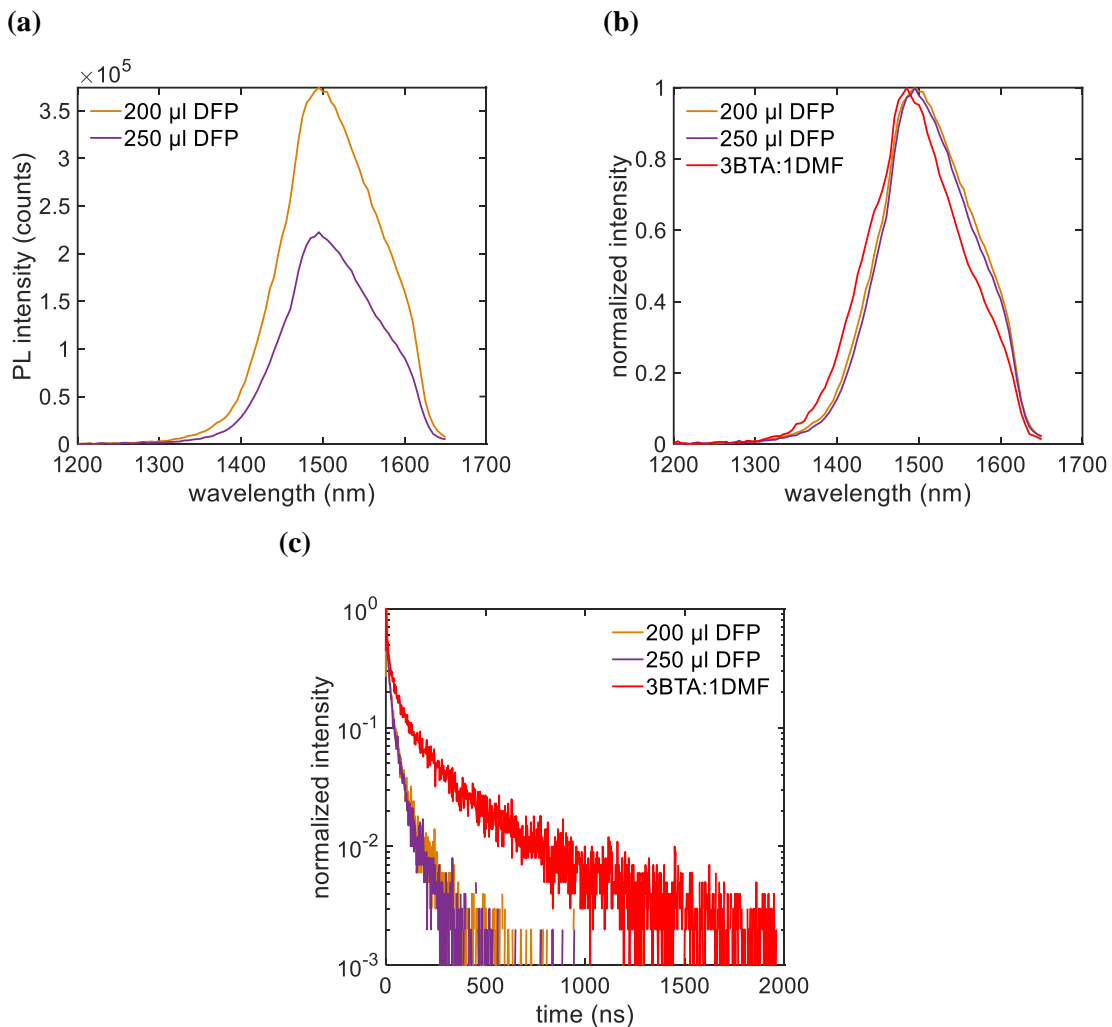 (a)
×10⁵
200 µl DFP
250 µl DFP
3.5
3
2.5
2
1.5
1
0.5
0
1200 1300 1400 1500 1600 1700
PL intensity (counts)
wavelength (nm)
(b)
200 µl DFP
250 µl DFP
3BTA:1DMF
1
0.8
0.6
0.4
0.2
0
1200 1300 1400 1500 1600 1700
normalized intensity
wavelength (nm)
(c)
200 µl DFP
250 µl DFP
3BTA:1DMF
10⁰
10⁻¹
10⁻²
10⁻³
0 500 1000 1500 2000
normalized intensity
time (ns)